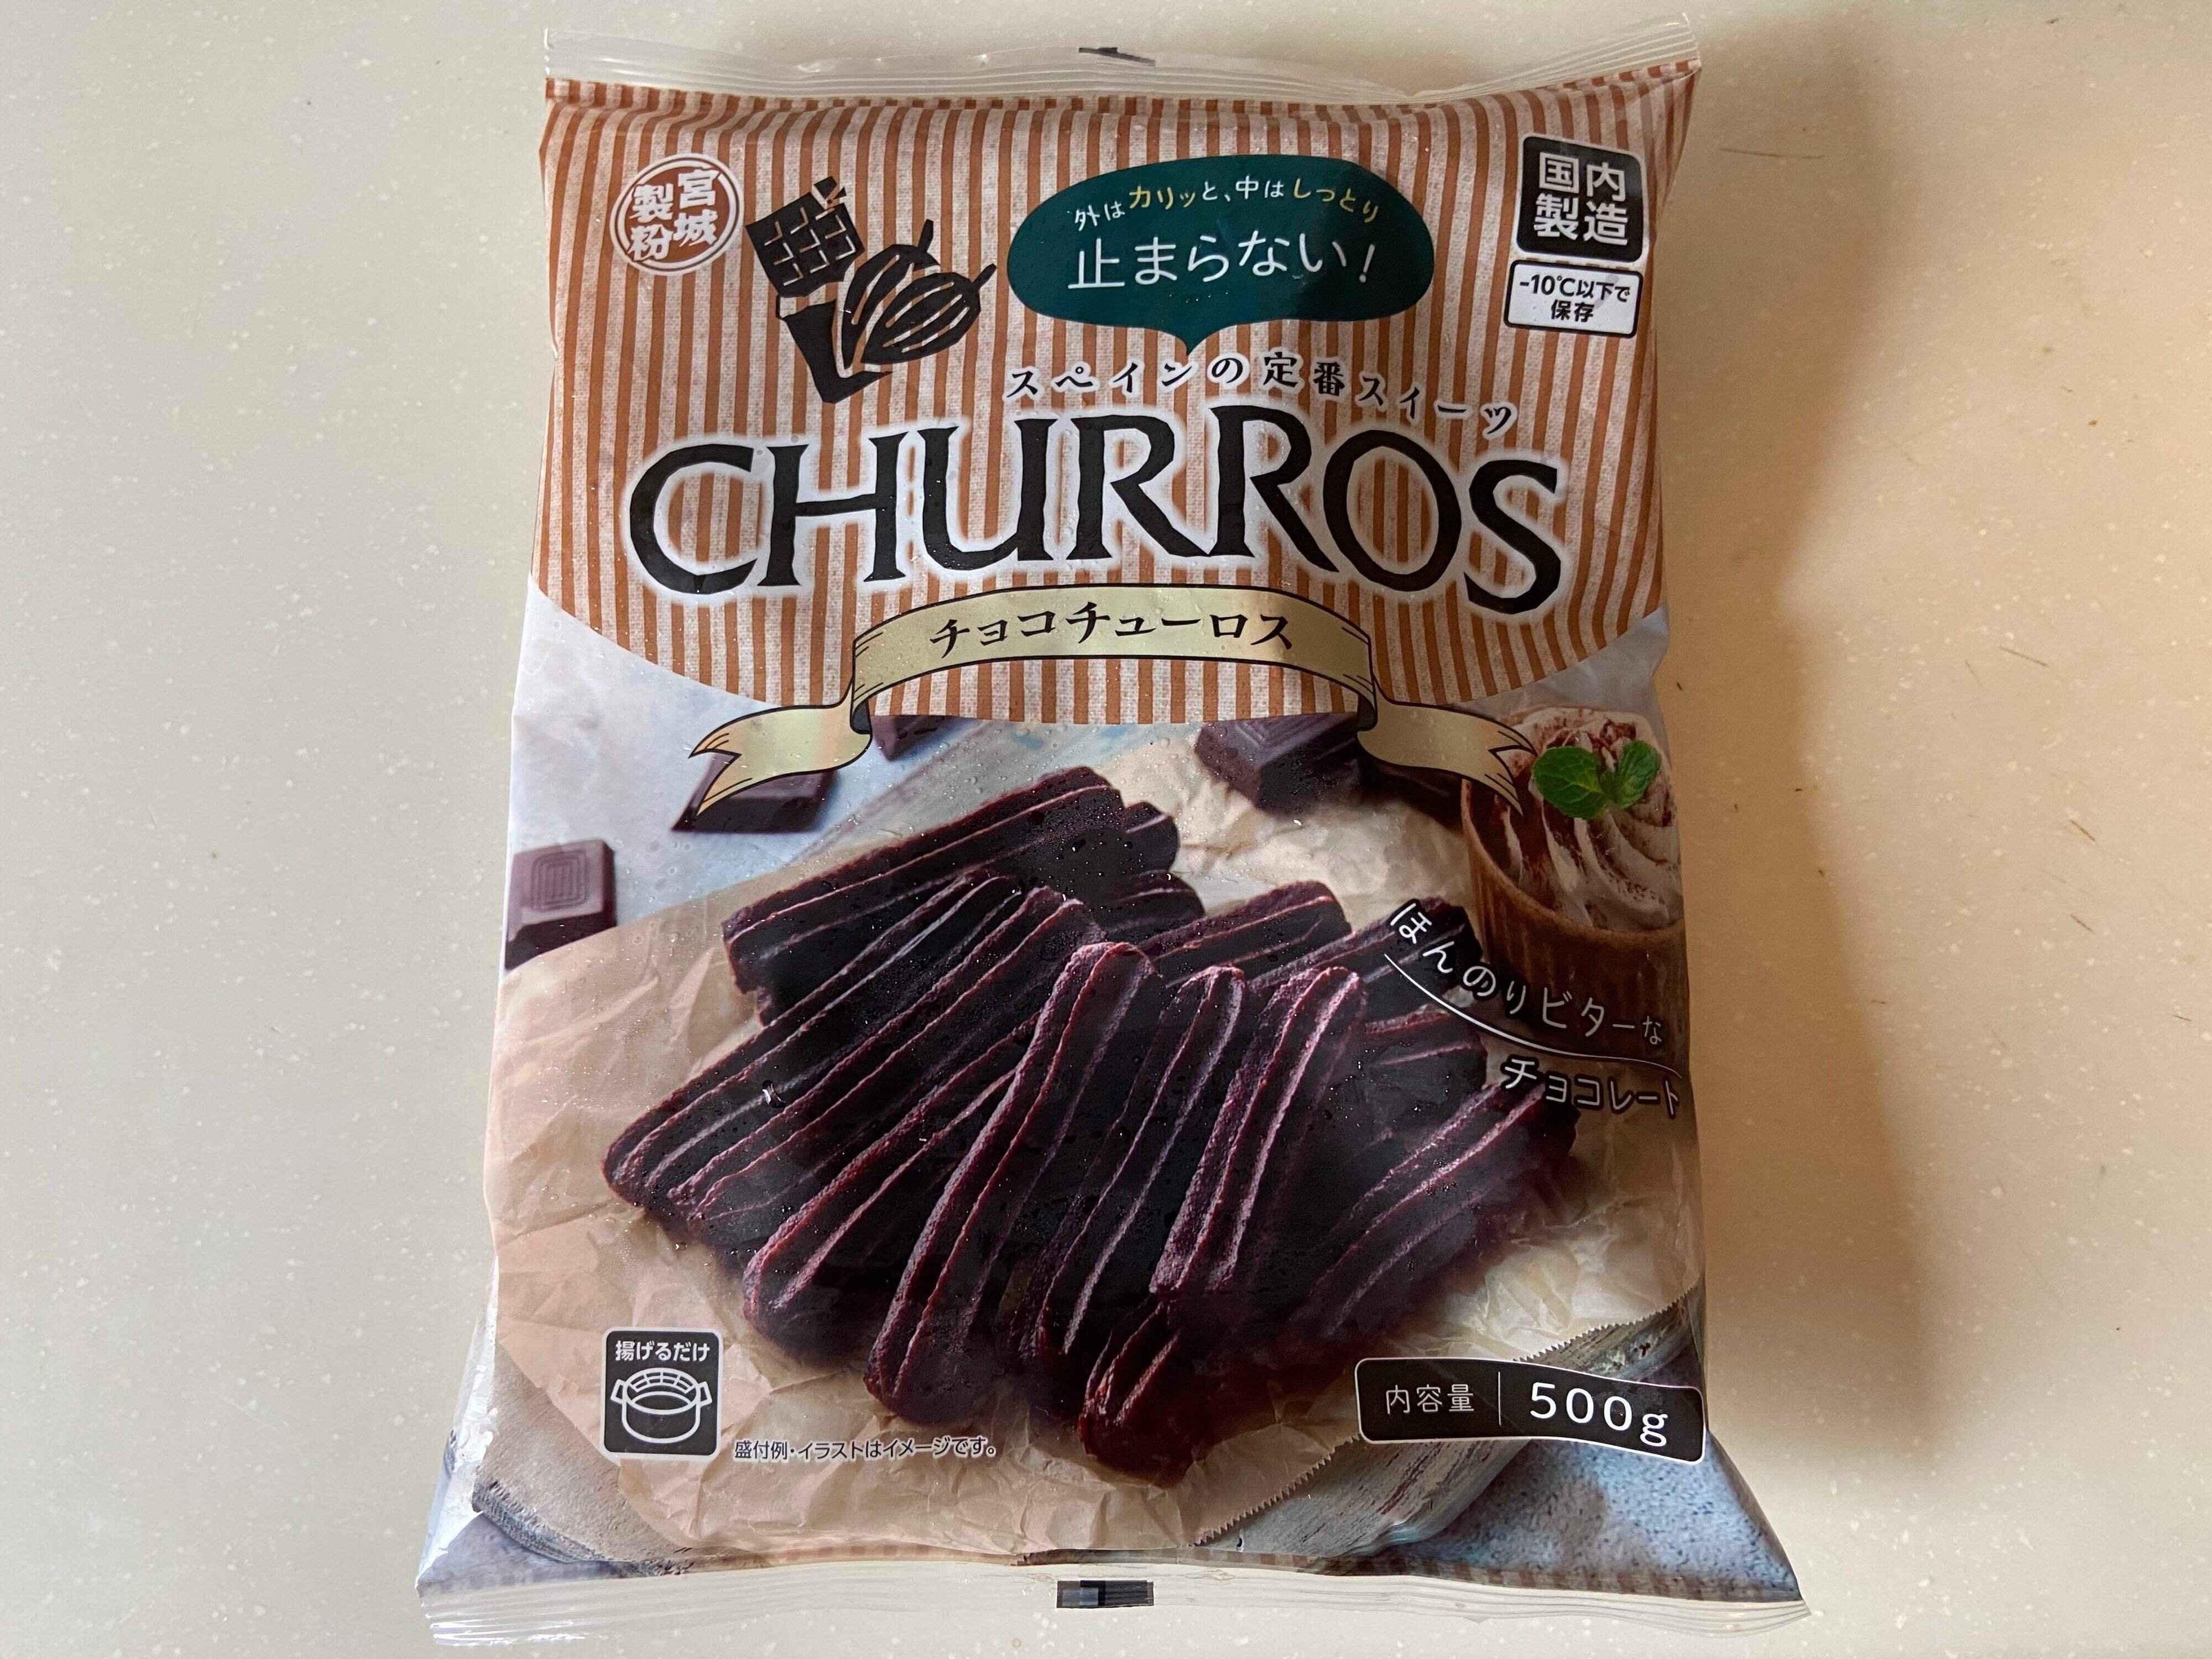 宮城
製粉
外はカリッと、中はしっとり
止まらない!
国内
製造
-10℃以下で
保存
スペインの定番スイーツ
CHURROS
チョコチューロス
ほんのりビターな
チョコレート
揚げるだけ
盛付例・イラストはイメージです。
内容量 500g